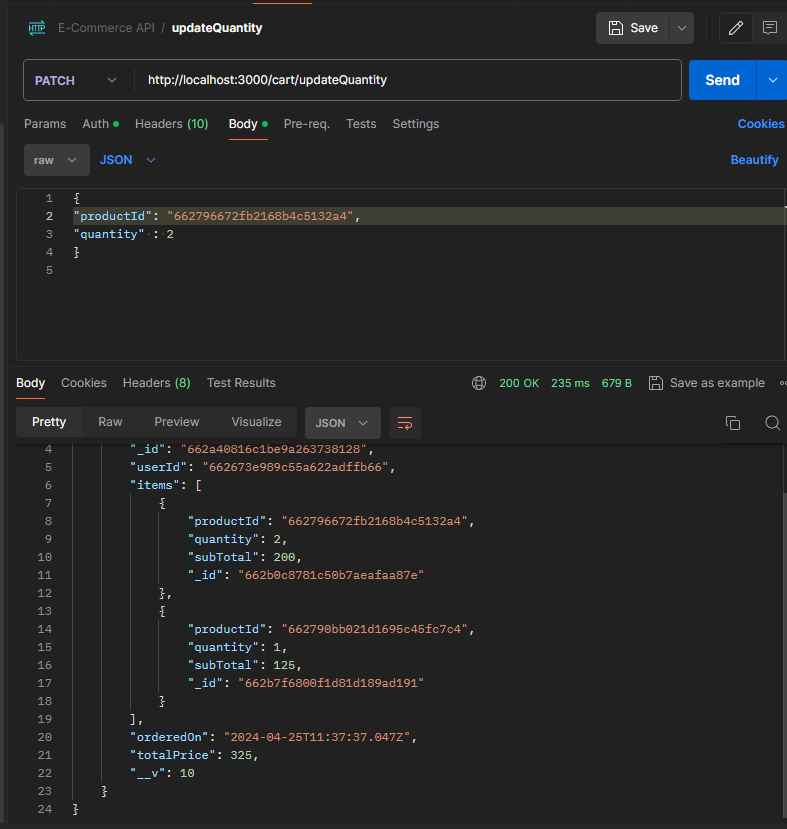 HTTP E-Commerce API / updateQuantity Save
PATCH http://localhost:3000/cart/updateQuantity Send
Params Auth Headers (10) Body Pre-req. Tests Settings Cookies
raw JSON Beautify
1 {
2 "productId": "662796672fb2168b4c5132a4",
3 "quantity" : 2
4 }
5
Body Cookies Headers (8) Test Results 200 OK 235 ms 679 B Save as example
Pretty Raw Preview Visualize JSON
4 "_id": "662a40816c1be9a263738128",
5 "userId": "662673e989c55a622adffb66",
6 "items": [
7 {
8 "productId": "662796672fb2168b4c5132a4",
9 "quantity": 2,
10 "subTotal": 200,
11 "_id": "662b0c8781c50b7aeafaa87e"
12 },
13 {
14 "productId": "662790bb021d1695c45fc7c4",
15 "quantity": 1,
16 "subTotal": 125,
17 "_id": "662b7f6800f1d81d189ad191"
18 }
19 ],
20 "orderedOn": "2024-04-25T11:37:37.047Z",
21 "totalPrice": 325,
22 "__v": 10
23 }
24 }